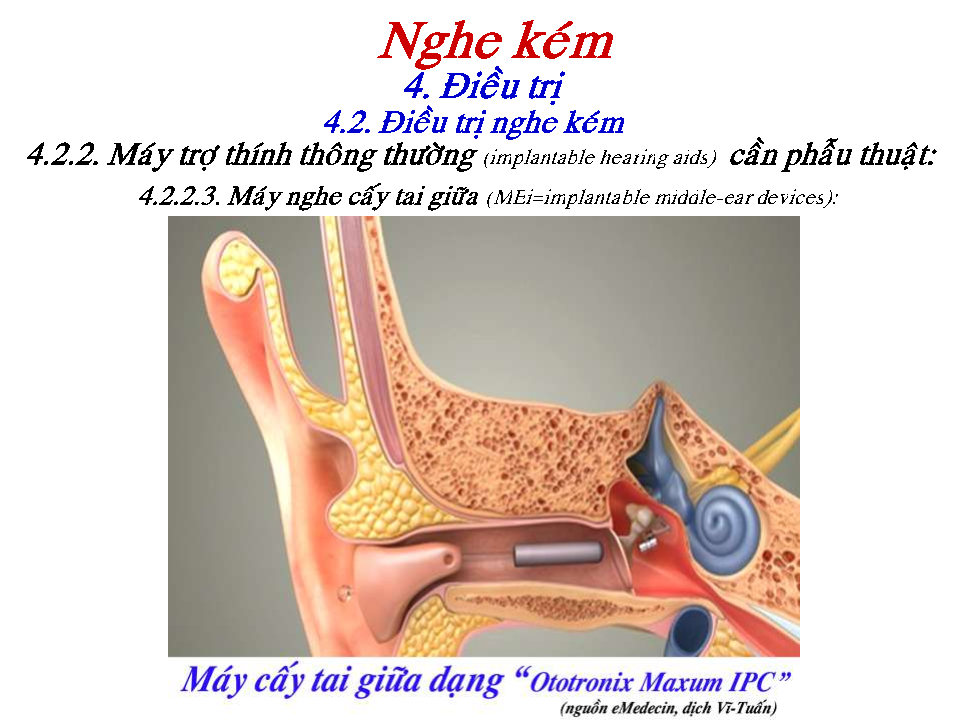 Nghe kém
4. Điều trị
4.2. Điều trị nghe kém
4.2.2. Máy trợ thính thông thường (implantable hearing aids) cần phẫu thuật:
4.2.2.3. Máy nghe cấy tai giữa (MEi=implantable middle-ear devices):
Máy cấy tai giữa dạng “Ototronix Maxum IPC”
(nguồn eMedecin, dịch Vĩ-Tuấn)